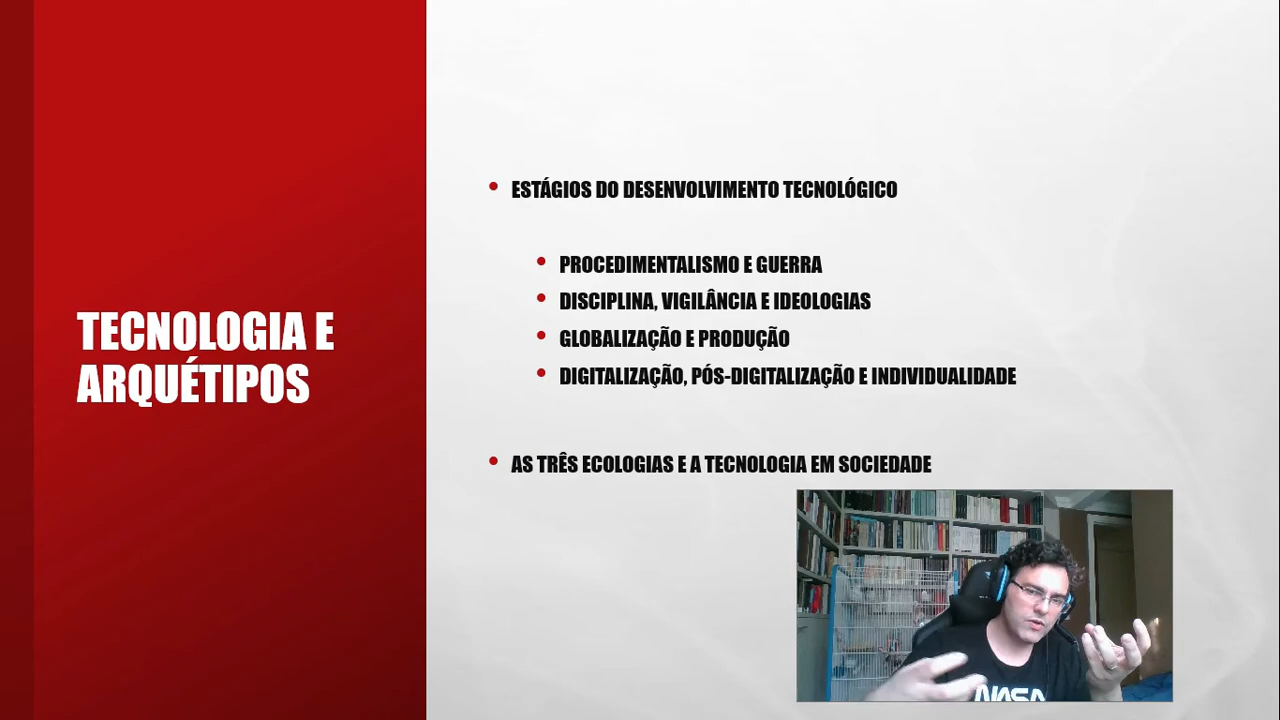 TECNOLOGIA E
ARQUÉTIPOS
ESTÁGIOS DO DESENVOLVIMENTO TECNOLÓGICO
PROCEDIMENTALISMO E GUERRA
DISCIPLINA, VIGILÂNCIA E IDEOLOGIAS
GLOBALIZAÇÃO E PRODUÇÃO
DIGITALIZAÇÃO, PÓS-DIGITALIZAÇÃO E INDIVIDUALIDADE
AS TRÊS ECOLOGIAS E A TECNOLOGIA EM SOCIEDADE
NASA